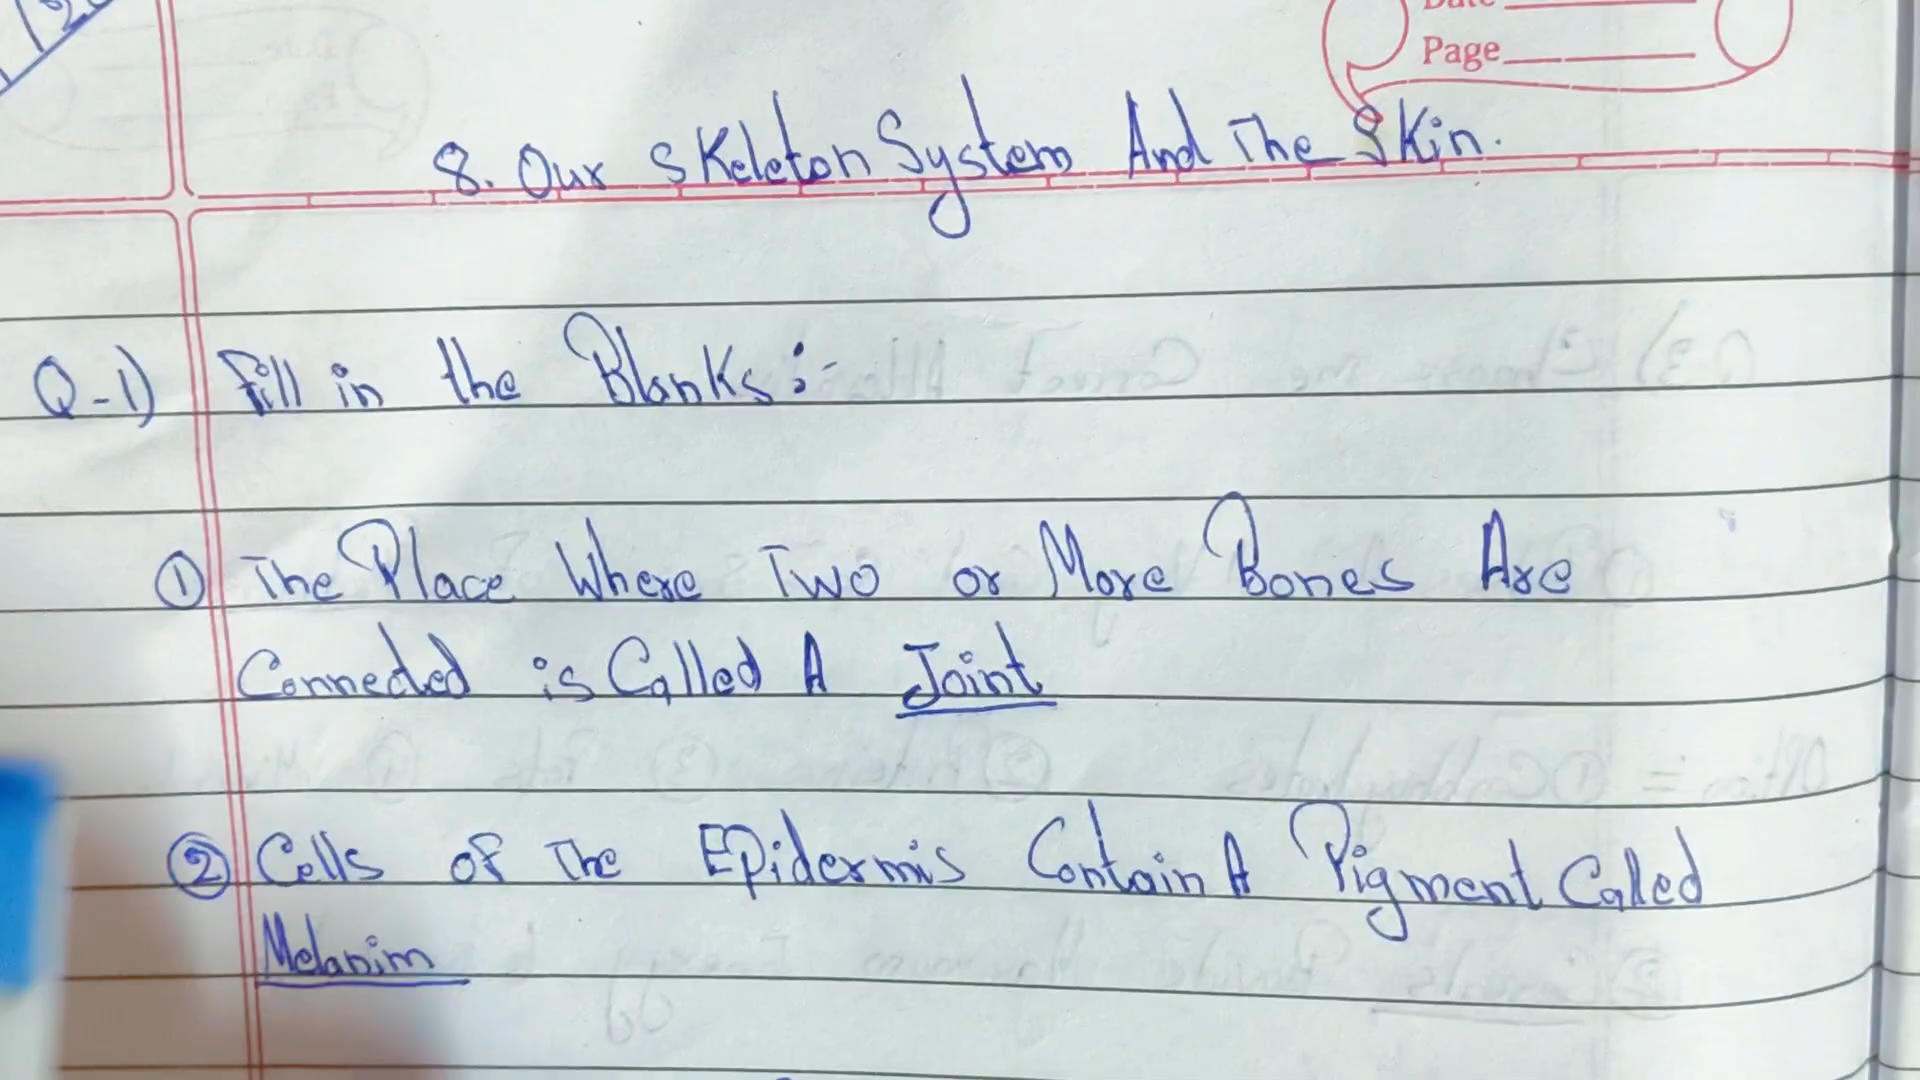 Date
Page
8. Our Skeleton System And The Skin.
Q-1) Fill in the Blanks :-
① The Place Where Two or More Bones Are
Connected is Called A Joint
② Cells of The Epidermis Contain A Pigment Called
Melanim